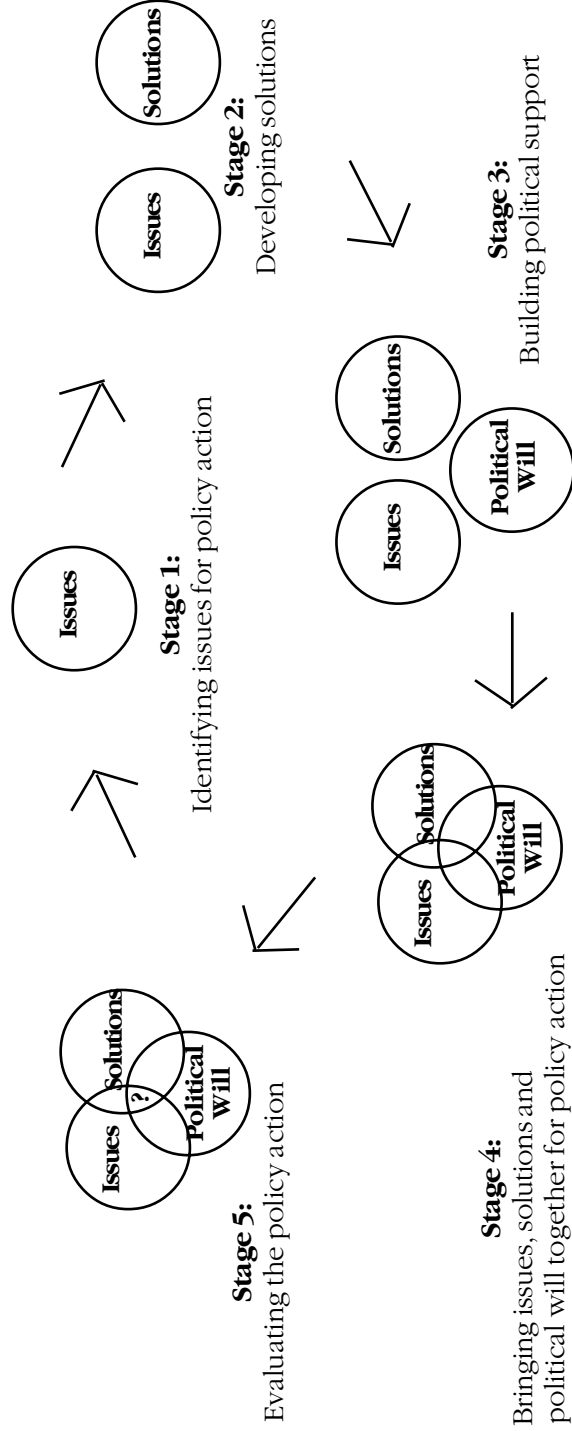 Issues
Stage 1:
Identifying issues for policy action
Issues
Solutions
Stage 2:
Developing solutions
Issues
Solutions
Political
Will
Stage 3:
Building political support
Issues
Solutions
Political
Will
Stage 4:
Bringing issues, solutions and
political will together for policy action
Issues
Solutions
?
Political
Will
Stage 5:
Evaluating the policy action